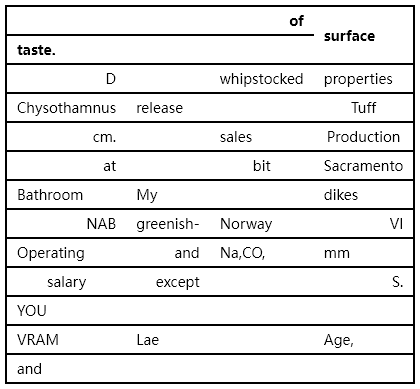 of surface
taste.
D whipstocked properties
Chysothamnus release Tuff
cm. sales Production
at bit Sacramento
Bathroom My dikes
NAB greenish- Norway VI
Operating and Na,CO, mm
salary except S.
YOU
VRAM Lae Age,
and